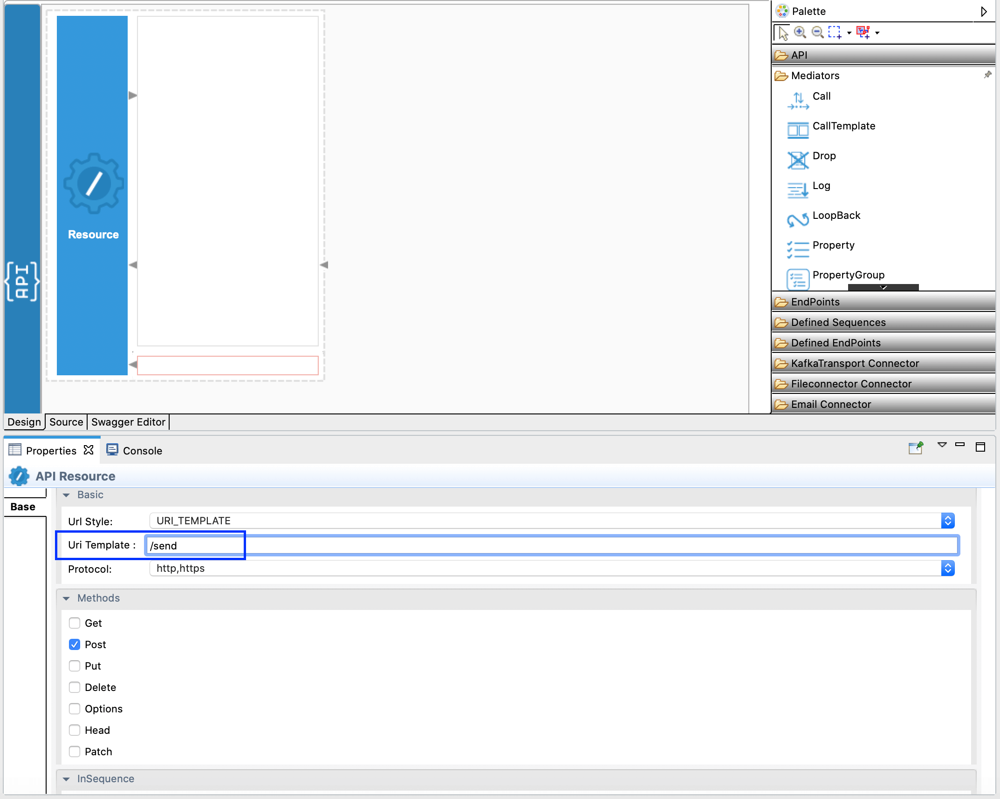 Palette
API
Mediators
Call
CallTemplate
Drop
Log
LoopBack
Property
PropertyGroup
EndPoints
Defined Sequences
Defined EndPoints
KafkaTransport Connector
Fileconnector Connector
Email Connector
Resource
{API}
Design
Source
Swagger Editor
Properties
Console
API Resource
Base
Basic
Url Style:
URI_TEMPLATE
Uri Template :
/send
Protocol:
http,https
Methods
Get
Post
Put
Delete
Options
Head
Patch
InSequence